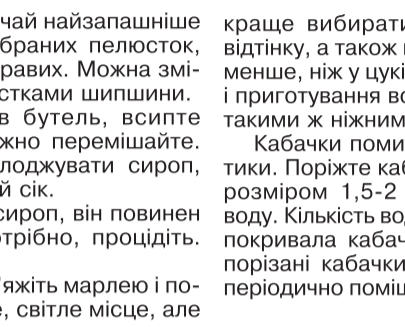 чай найзапашніше
браних пелюсток,
равих. Можна змі-
стками шипшини.
в бутель, всипте
жно перемішайте.
лоджувати сироп,
й сік.
сироп, він повинен
трібно, процідіть.
'яжіть марлею і по-
, світле місце, але
краще вибирати
відтінку, а також
менше, ніж у цукі
і приготування вс
такими ж ніжним
Кабачки поми
тики. Поріжте каб
розміром 1,5-2
воду. Кількість во
покривала кабач
порізані кабачки
періодично поміш